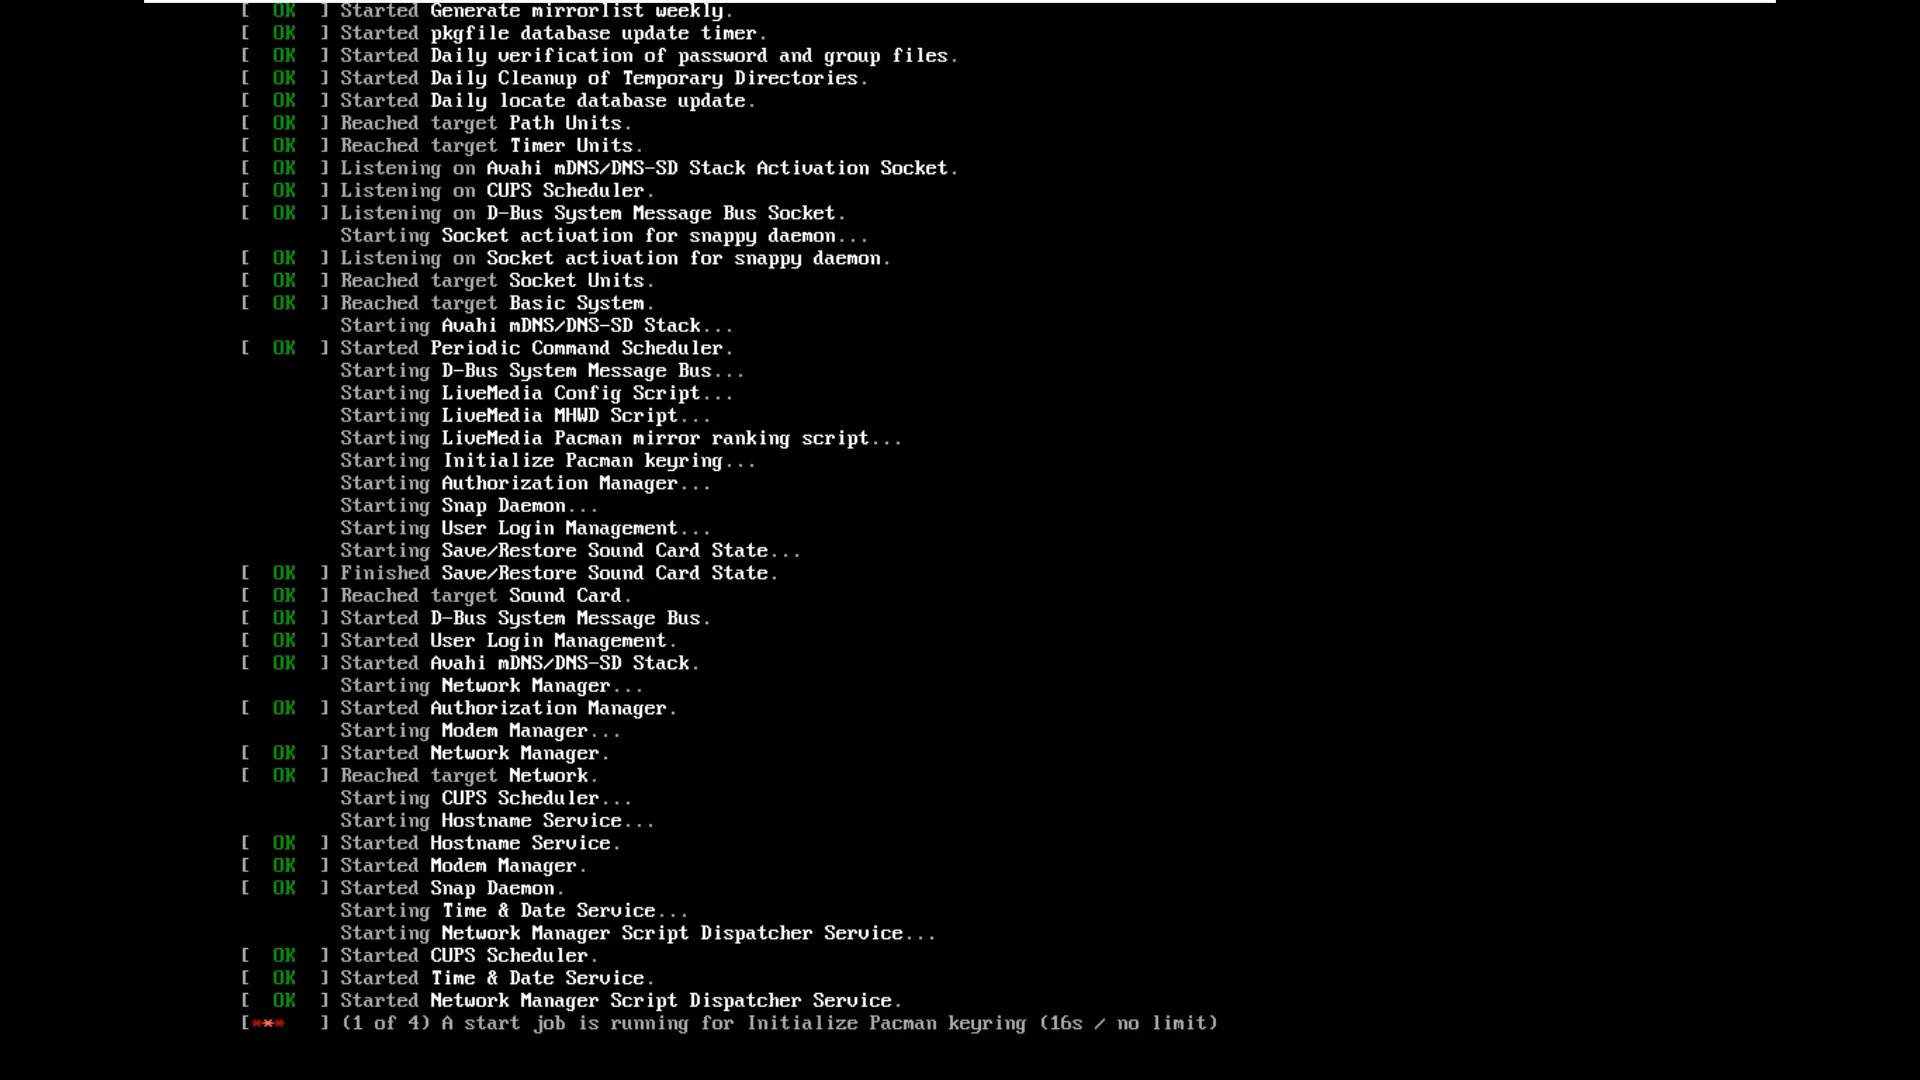 [  OK  ] Started Generate mirrorlist weekly.
[  OK  ] Started pkgfile database update timer.
[  OK  ] Started Daily verification of password and group files.
[  OK  ] Started Daily Cleanup of Temporary Directories.
[  OK  ] Started Daily locate database update.
[  OK  ] Reached target Path Units.
[  OK  ] Reached target Timer Units.
[  OK  ] Listening on Avahi mDNS/DNS-SD Stack Activation Socket.
[  OK  ] Listening on CUPS Scheduler.
[  OK  ] Listening on D-Bus System Message Bus Socket.
Starting Socket activation for snappy daemon...
[  OK  ] Listening on Socket activation for snappy daemon.
[  OK  ] Reached target Socket Units.
[  OK  ] Reached target Basic System.
Starting Avahi mDNS/DNS-SD Stack...
[  OK  ] Started Periodic Command Scheduler.
Starting D-Bus System Message Bus...
Starting LiveMedia Config Script...
Starting LiveMedia MHWD Script...
Starting LiveMedia Pacman mirror ranking script...
Starting Initialize Pacman keyring...
Starting Authorization Manager...
Starting Snap Daemon...
Starting User Login Management...
Starting Save/Restore Sound Card State...
[  OK  ] Finished Save/Restore Sound Card State.
[  OK  ] Reached target Sound Card.
[  OK  ] Started D-Bus System Message Bus.
[  OK  ] Started User Login Management.
[  OK  ] Started Avahi mDNS/DNS-SD Stack.
Starting Network Manager...
[  OK  ] Started Authorization Manager.
Starting Modem Manager...
[  OK  ] Started Network Manager.
[  OK  ] Reached target Network.
Starting CUPS Scheduler...
Starting Hostname Service...
[  OK  ] Started Hostname Service.
[  OK  ] Started Modem Manager.
[  OK  ] Started Snap Daemon.
Starting Time & Date Service...
Starting Network Manager Script Dispatcher Service...
[  OK  ] Started CUPS Scheduler.
[  OK  ] Started Time & Date Service.
[  OK  ] Started Network Manager Script Dispatcher Service.
[***   ] (1 of 4) A start job is running for Initialize Pacman keyring (16s / no limit)